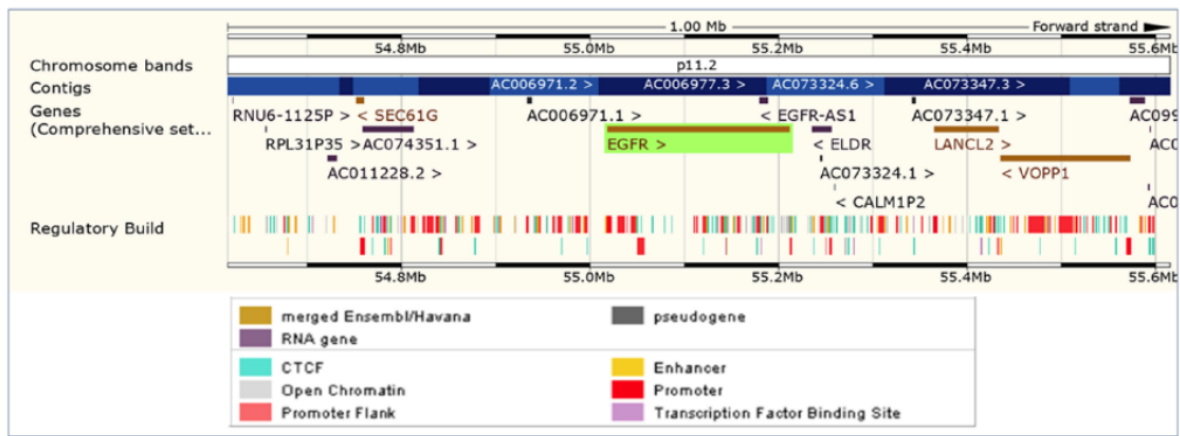 1.00 Mb Forward strand
54.8Mb 55.0Mb 55.2Mb 55.4Mb 55.6Mb
Chromosome bands p11.2
Contigs AC006971.2 > AC006977.3 > AC073324.6 > AC073347.3 >
Genes
(Comprehensive set...
RNU6-1125P > < SEC61G AC006971.1 > < EGFR-AS1 AC073347.1 > AC099
RPL31P35 > AC074351.1 > EGFR > < ELDR LANCL2 > AC0
AC011228.2 > AC073324.1 > < VOPP1
< CALM1P2 AC0
Regulatory Build
54.8Mb 55.0Mb 55.2Mb 55.4Mb 55.6Mb
merged Ensembl/Havana pseudogene
RNA gene
CTCF Enhancer
Open Chromatin Promoter
Promoter Flank Transcription Factor Binding Site